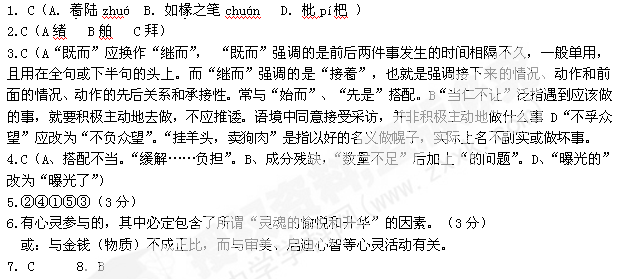 1. C（A. 着陆 zhuó  B. 如椽之笔 chuán   D. 枇 pí 杷 ）
2.C（A 绪   B 舶   C 拜）
3.C（A“既而”应换作“继而”， “既而”强调的是前后两件事发生的时间相隔不久，一般单用，
且用在全句或下半句的头上。而“继而”强调的是“接着”，也就是强调接下来的情况、动作和前
面的情况、动作的先后关系和承接性。常与“始而”、“先是”搭配。B“当仁不让”泛指遇到应该做
的事，就要积极主动地去做，不应推诿。语境中同意接受采访，并非积极主动地做什么事 D“不孚众
望”应改为“不负众望”。“挂羊头，卖狗肉”是指以好的名义做幌子，实际上名不副实或做坏事。
4.C（A、搭配不当。“缓解……负担”。B、成分残缺，“数量不足”后加上“的问题”。D、“曝光的”
改为“曝光了”）
5.②④①⑤③（3 分）
6.有心灵参与的，其中必定包含了所谓“灵魂的愉悦和升华”的因素。（3 分）
或：与金钱（物质）不成正比，而与审美、启迪心智等心灵活动有关。
7. C   8. B